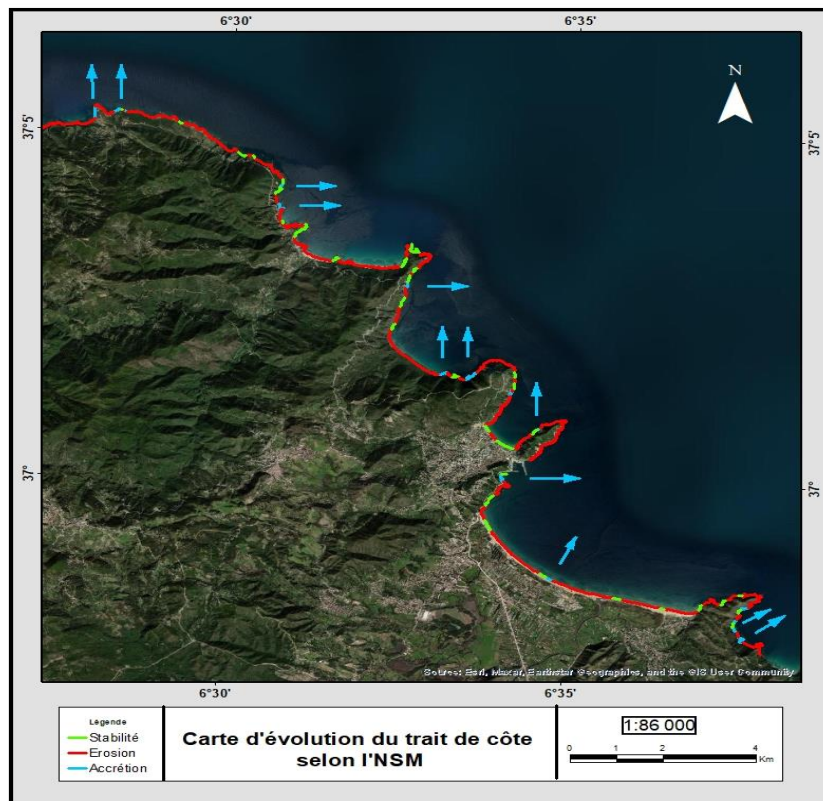 6°30' 6°35'
N
37°5' 37°5'
37° 37°
Source: Esri, Maxar, Earthstar Geographics, and the GIS User Community
6°30' 6°35'
Légende
Stabilité
Erosion
Accrétion
Carte d'évolution du trait de côte
selon l'NSM
1:86 000
0 1 2 4
Km